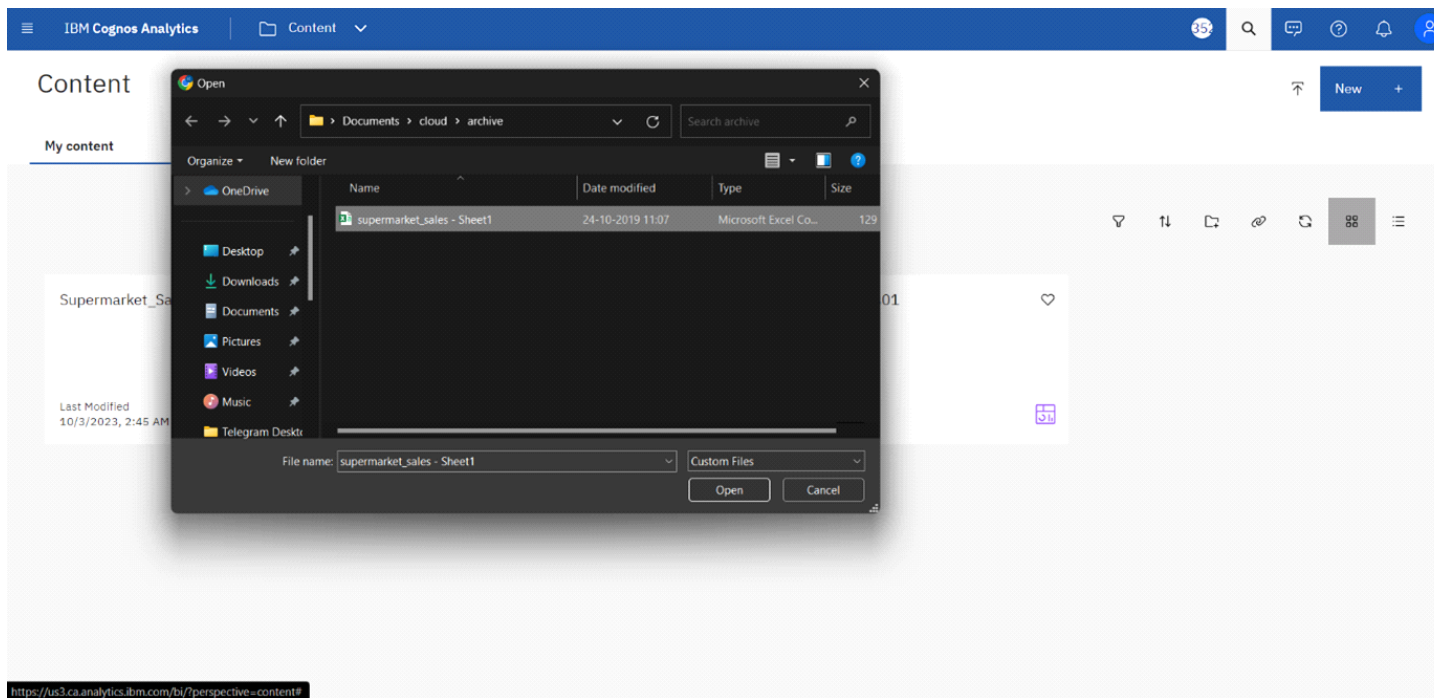 IBM Cognos Analytics
Content
352
Content
New +
My content
Open
Documents > cloud > archive
Search archive
Organize
New folder
OneDrive
Name
Date modified
Type
Size
supermarket_sales - Sheet1
24-10-2019 11:07
Microsoft Excel Co...
129
Desktop
Downloads
Documents
Pictures
Videos
Music
Telegram Deskt
Supermarket_Sa
01
Last Modified
10/3/2023, 2:45 AM
File name: supermarket_sales - Sheet1
Custom Files
Open
Cancel
https://us3.ca.analytics.ibm.com/bi/?perspective=content#